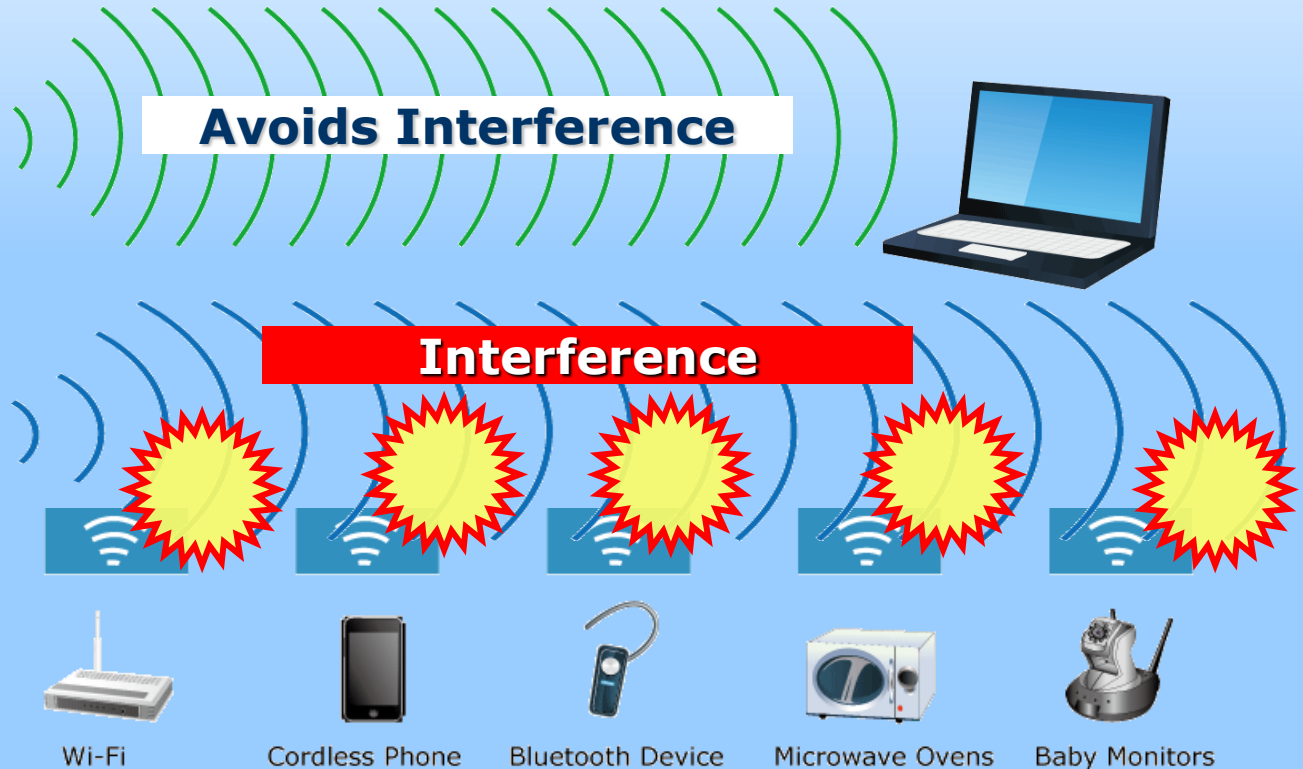 Avoids Interference
Interference
Wi-Fi Cordless Phone Bluetooth Device Microwave Ovens Baby Monitors